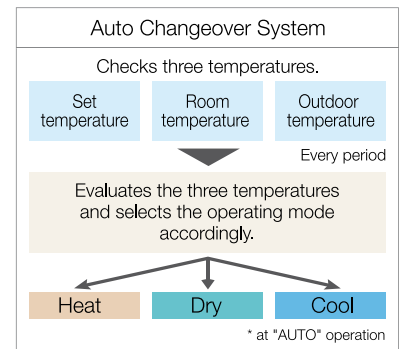 Auto Changeover System
Checks three temperatures.
Set
temperature
Room
temperature
Outdoor
temperature
Every period
Evaluates the three temperatures
and selects the operating mode
accordingly.
Heat
Dry
Cool
* at "AUTO" operation